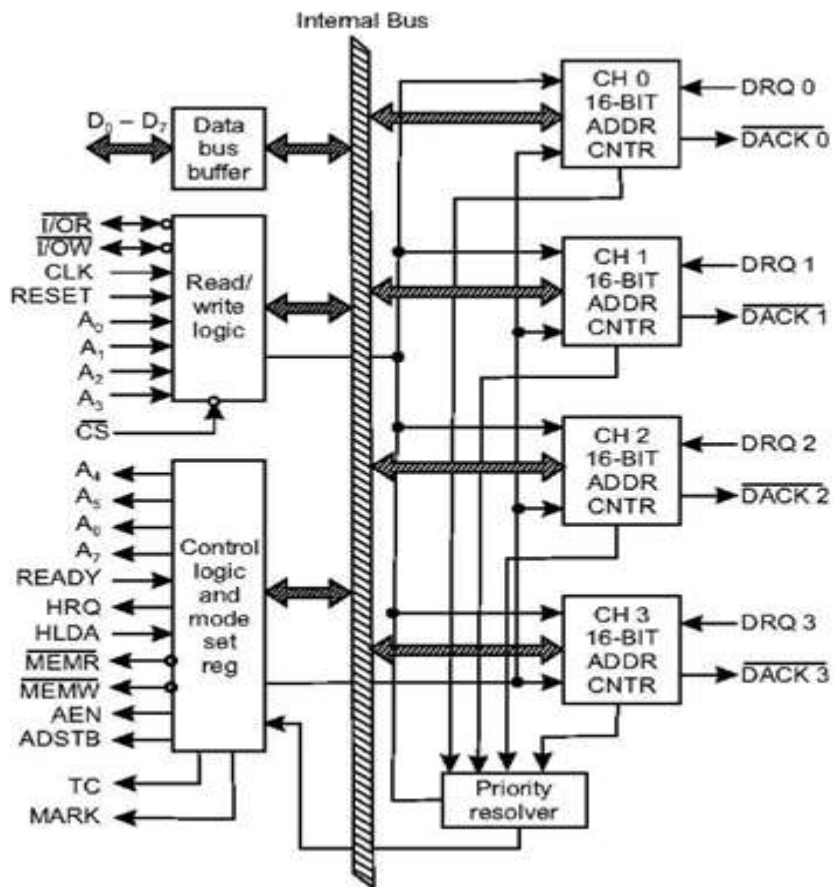 Internal Bus
D₀ – D₇
Data
bus
buffer
I/OR
I/OW
CLK
RESET
A₀
A₁
A₂
A₃
CS
Read/
write
logic
A₄
A₅
A₆
A₇
READY
HRQ
HLDA
MEMR
MEMW
AEN
ADSTB
TC
MARK
Control
logic
and
mode
set
reg
CH 0
16-BIT
ADDR
CNTR
DRQ 0
DACK 0
CH 1
16-BIT
ADDR
CNTR
DRQ 1
DACK 1
CH 2
16-BIT
ADDR
CNTR
DRQ 2
DACK 2
CH 3
16-BIT
ADDR
CNTR
DRQ 3
DACK 3
Priority
resolver